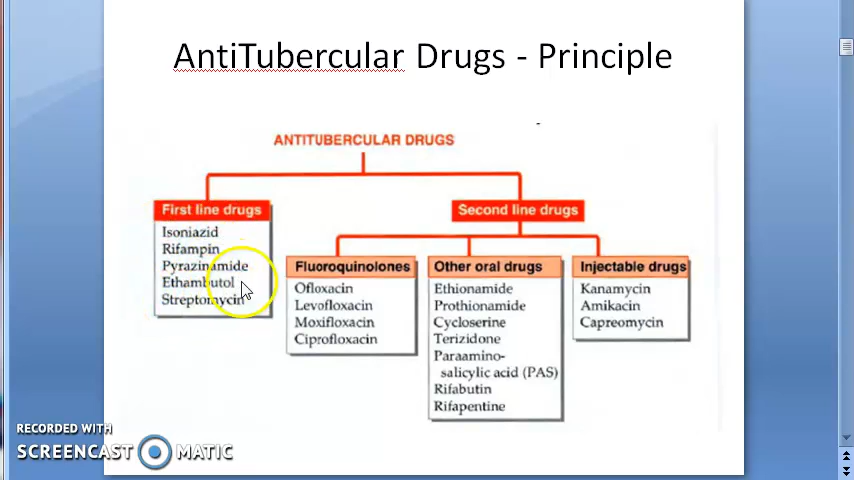 AntiTubercular Drugs - Principle
ANTITUBERCULAR DRUGS
First line drugs
Isoniazid
Rifampin
Pyrazinamide
Ethambutol
Streptomycin
Second line drugs
Fluoroquinolones
Ofloxacin
Levofloxacin
Moxifloxacin
Ciprofloxacin
Other oral drugs
Ethionamide
Prothionamide
Cycloserine
Terizidone
Paraamino-
salicylic acid (PAS)
Rifabutin
Rifapentine
Injectable drugs
Kanamycin
Amikacin
Capreomycin
RECORDED WITH
SCREENCAST MATIC